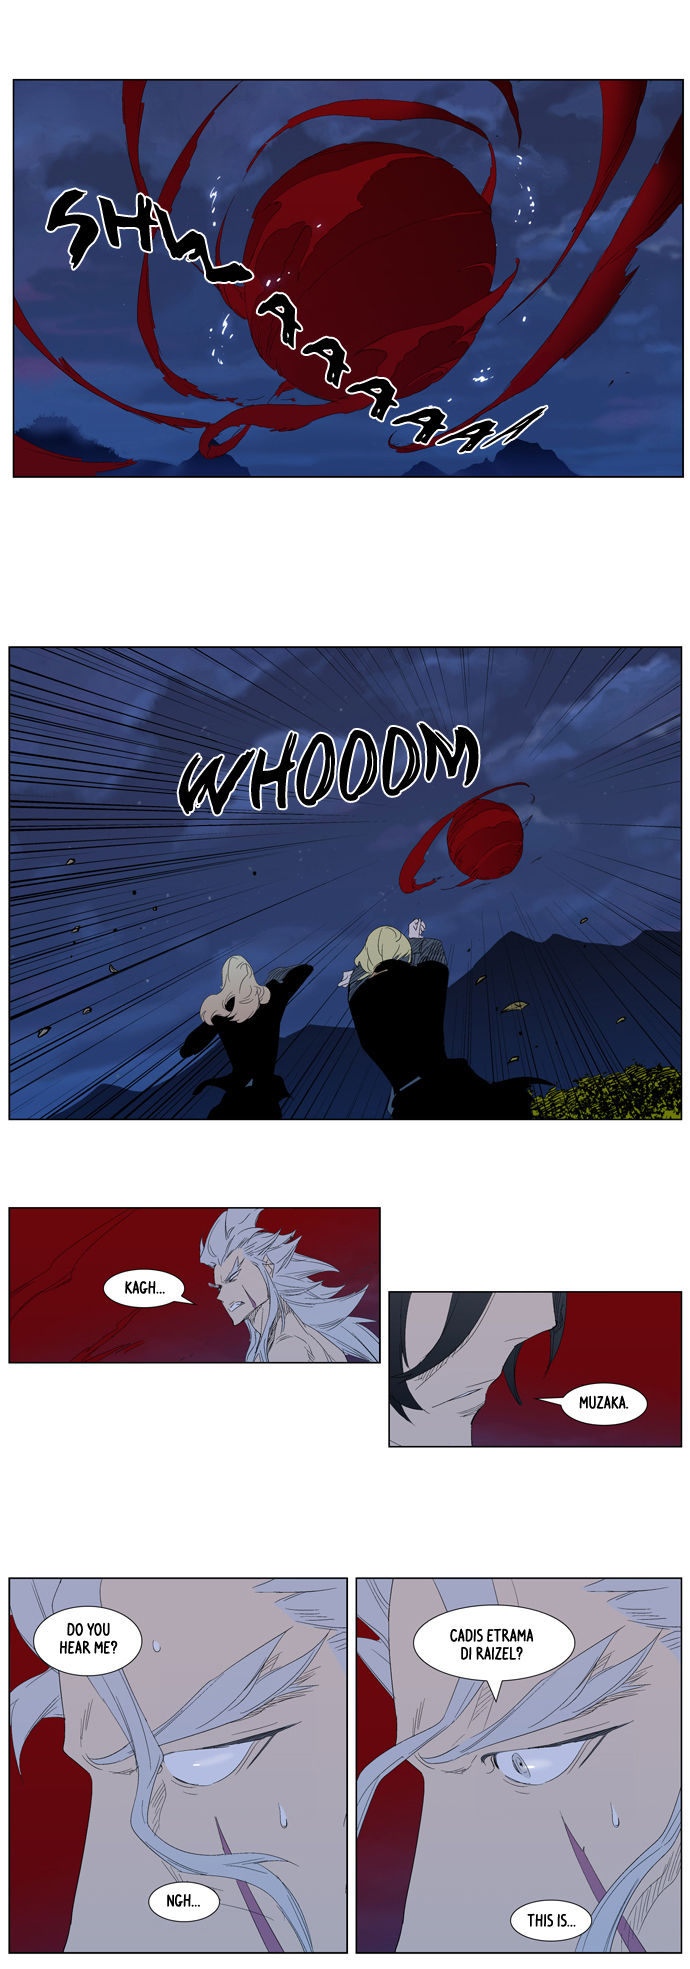 SHWAAAAAA
WHOOOM
KAGH...
MUZAKA.
DO YOU
HEAR ME?
NGH...
CADIS ETRAMA
DI RAIZEL?
THIS IS...